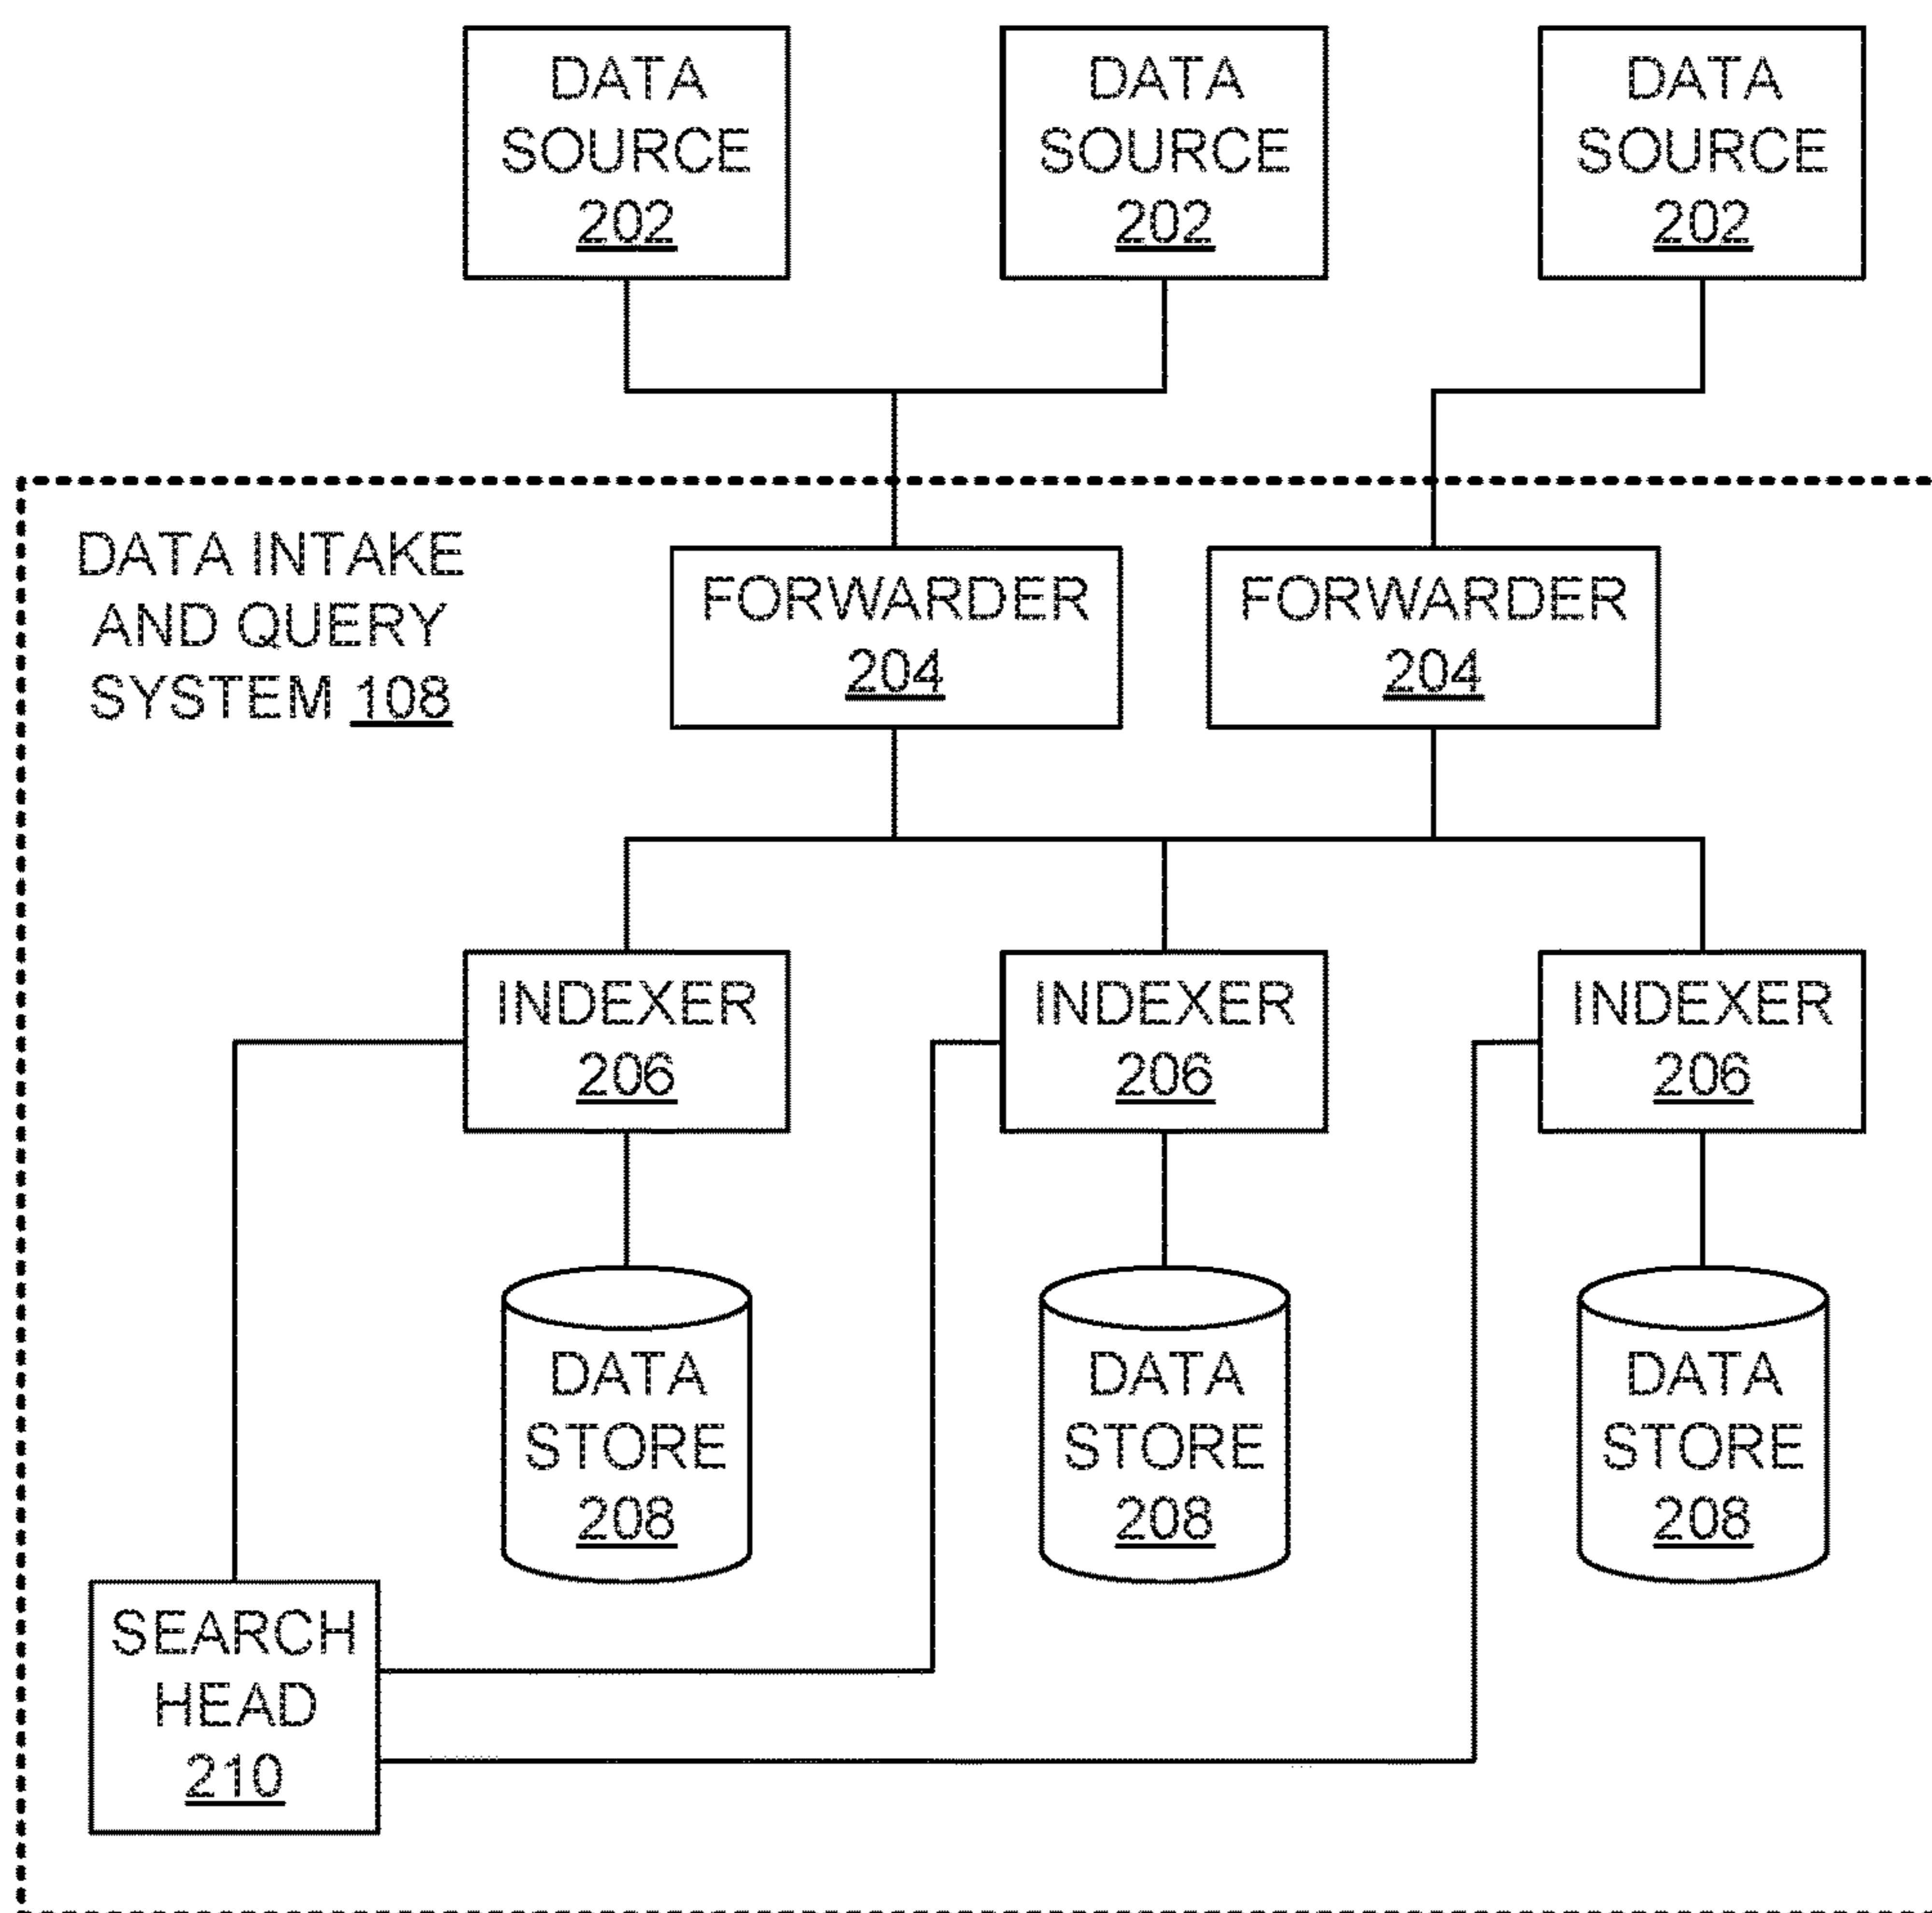 DATA
SOURCE
202
DATA
SOURCE
202
DATA
SOURCE
202
DATA INTAKE
AND QUERY
SYSTEM 108
FORWARDER
204
FORWARDER
204
INDEXER
206
INDEXER
206
INDEXER
206
DATA
STORE
208
DATA
STORE
208
DATA
STORE
208
SEARCH
HEAD
210